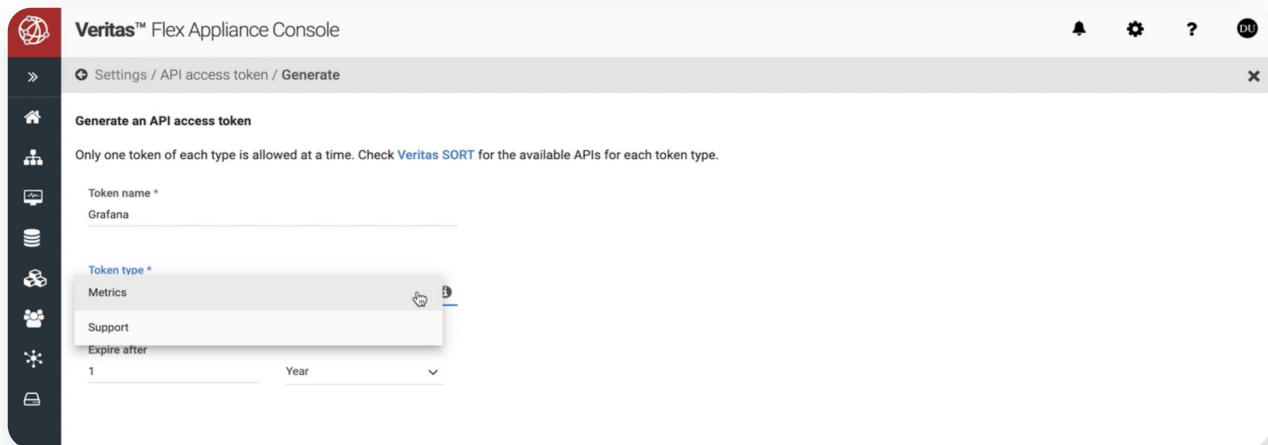 Veritas™ Flex Appliance Console
?
DU
Settings / API access token / Generate
Generate an API access token
Only one token of each type is allowed at a time. Check Veritas SORT for the available APIs for each token type.
Token name *
Grafana
Token type *
Metrics
Support
Expire after
1 Year